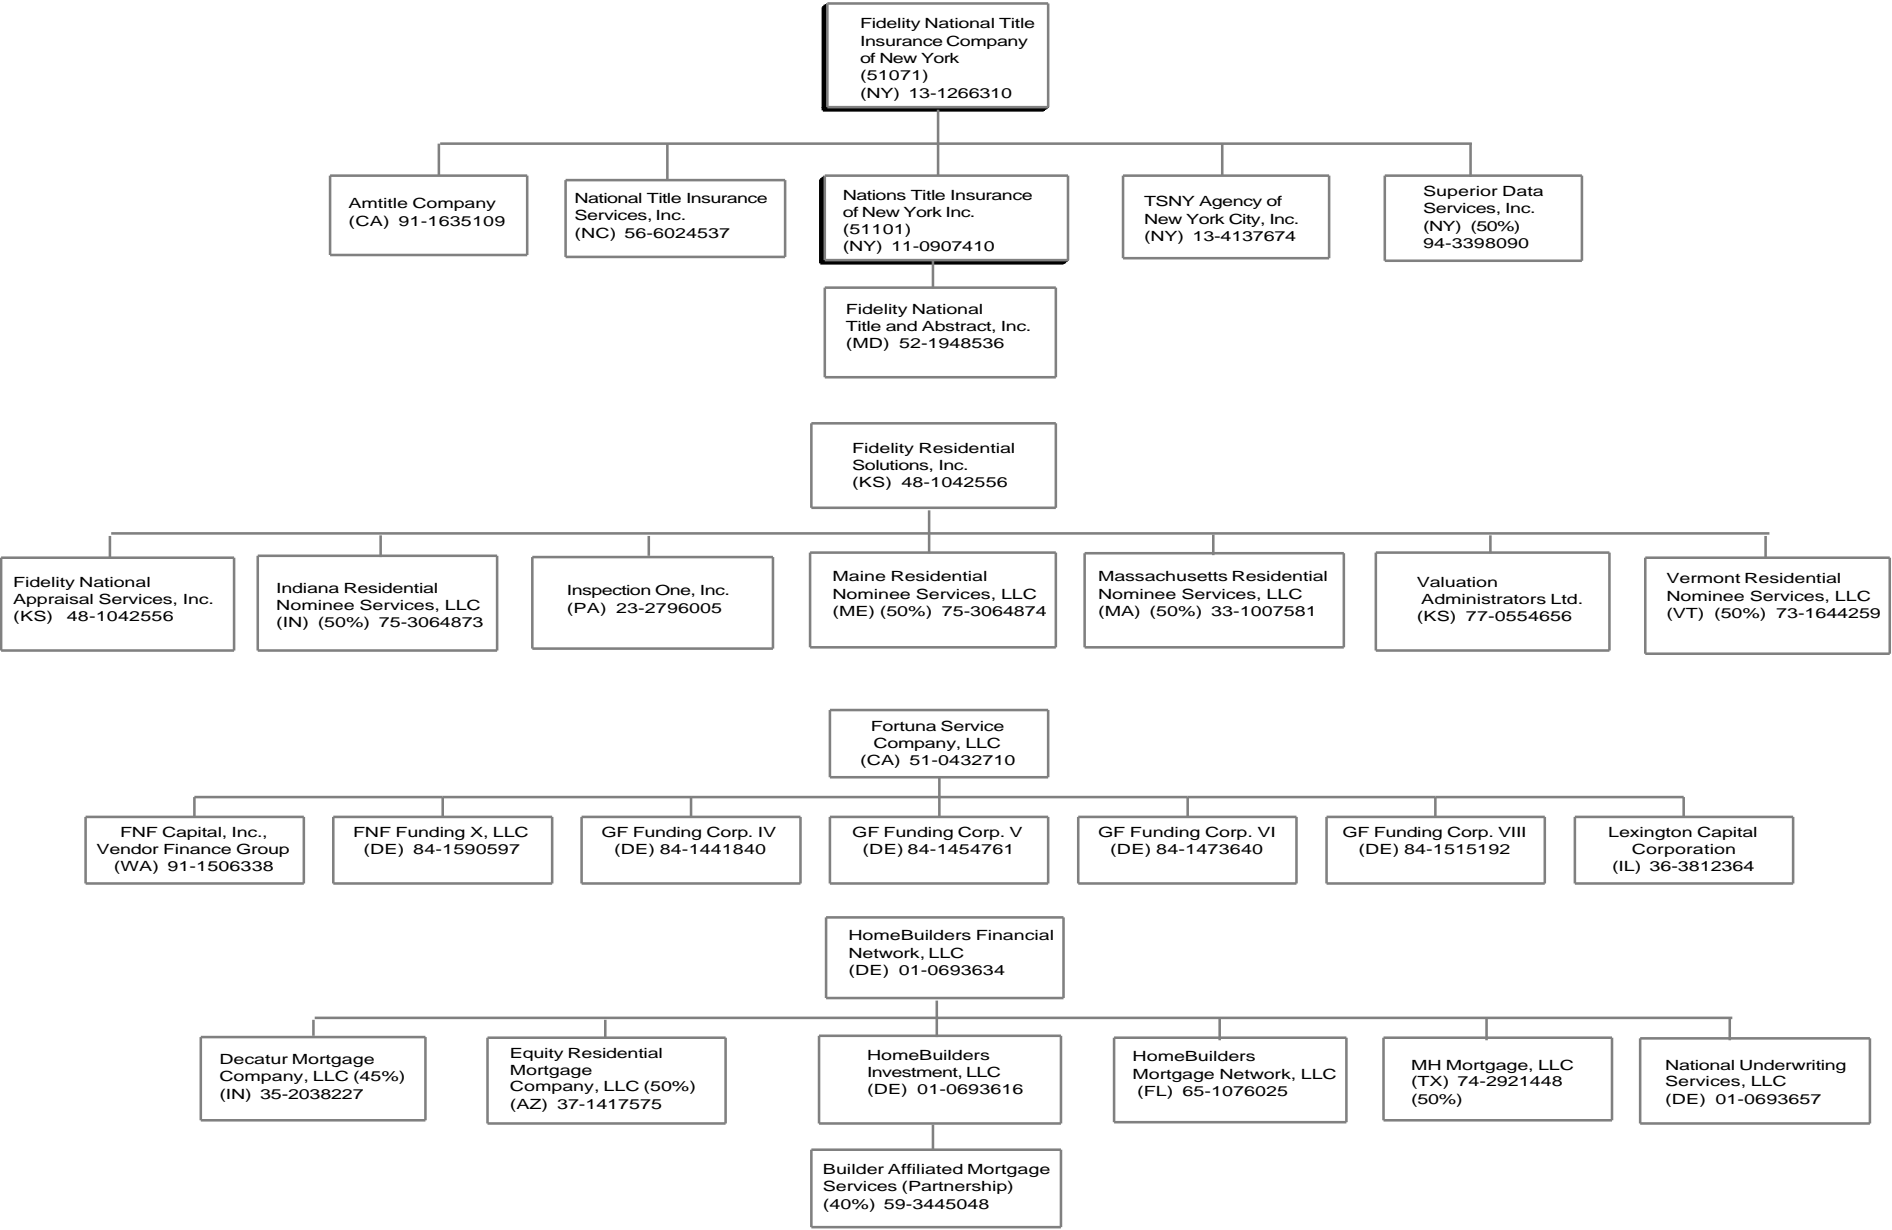 Fidelity National Title
Insurance Company
of New York
(51071)
(NY) 13-1266310
Amtitle Company
(CA) 91-1635109
National Title Insurance
Services, Inc.
(NC) 56-6024537
Nations Title Insurance
of New York Inc.
(51101)
(NY) 11-0907410
TSNY Agency of
New York City, Inc.
(NY) 13-4137674
Superior Data
Services, Inc.
(NY) (50%)
94-3398090
Fidelity National
Title and Abstract, Inc.
(MD) 52-1948536
Fidelity Residential
Solutions, Inc.
(KS) 48-1042556
Fidelity National
Appraisal Services, Inc.
(KS) 48-1042556
Indiana Residential
Nominee Services, LLC
(IN) (50%) 75-3064873
Inspection One, Inc.
(PA) 23-2796005
Maine Residential
Nominee Services, LLC
(ME) (50%) 75-3064874
Massachusetts Residential
Nominee Services, LLC
(MA) (50%) 33-1007581
Valuation
Administrators Ltd.
(KS) 77-0554656
Vermont Residential
Nominee Services, LLC
(VT) (50%) 73-1644259
Fortuna Service
Company, LLC
(CA) 51-0432710
FNF Capital, Inc.,
Vendor Finance Group
(WA) 91-1506338
FNF Funding X, LLC
(DE) 84-1590597
GF Funding Corp. IV
(DE) 84-1441840
GF Funding Corp. V
(DE) 84-1454761
GF Funding Corp. VI
(DE) 84-1473640
GF Funding Corp. VIII
(DE) 84-1515192
Lexington Capital
Corporation
(IL) 36-3812364
HomeBuilders Financial
Network, LLC
(DE) 01-0693634
Decatur Mortgage
Company, LLC (45%)
(IN) 35-2038227
Equity Residential
Mortgage
Company, LLC (50%)
(AZ) 37-1417575
HomeBuilders
Investment, LLC
(DE) 01-0693616
HomeBuilders
Mortgage Network, LLC
(FL) 65-1076025
MH Mortgage, LLC
(TX) 74-2921448
(50%)
National Underwriting
Services, LLC
(DE) 01-0693657
Builder Affiliated Mortgage
Services (Partnership)
(40%) 59-3445048